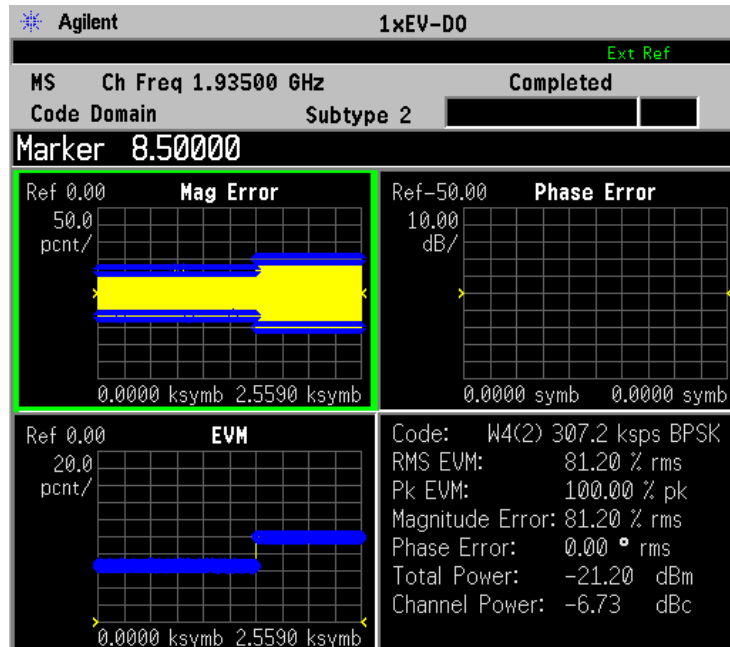 Agilent 1xEV-DO
Ext Ref
MS Ch Freq 1.93500 GHz Completed
Code Domain Subtype 2
Marker 8.50000
Ref 0.00 Mag Error
50.0
pcnt/
0.0000 ksymb 2.5590 ksymb
Ref-50.00 Phase Error
10.00
dB/
0.0000 symb 0.0000 symb
Ref 0.00 EVM
20.0
pcnt/
0.0000 ksymb 2.5590 ksymb
Code: W4(2) 307.2 ksps BPSK
RMS EVM: 81.20 % rms
Pk EVM: 100.00 % pk
Magnitude Error: 81.20 % rms
Phase Error: 0.00 ° rms
Total Power: -21.20 dBm
Channel Power: -6.73 dBc